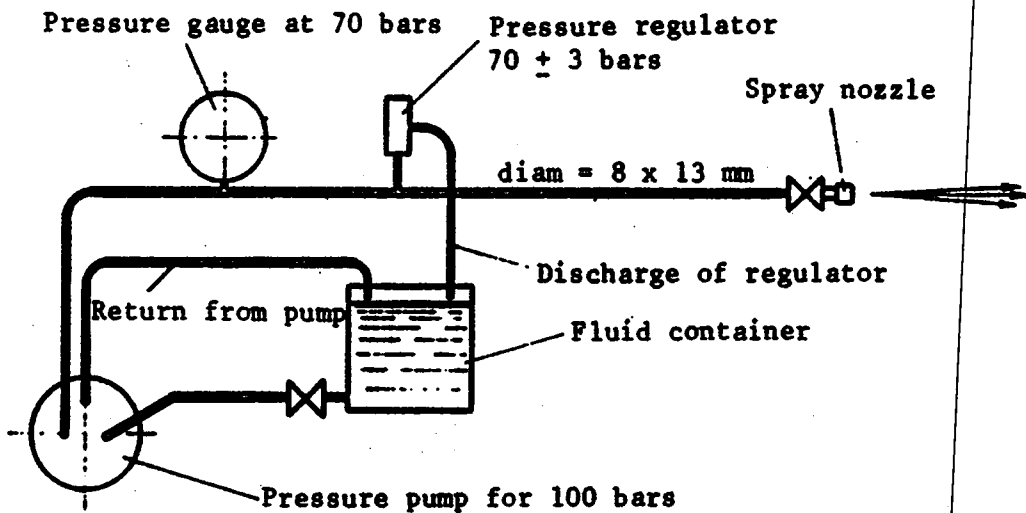 Pressure gauge at 70 bars
Pressure regulator
70 ± 3 bars
Spray nozzle
diam = 8 x 13 mm
Discharge of regulator
Return from pump
Fluid container
Pressure pump for 100 bars